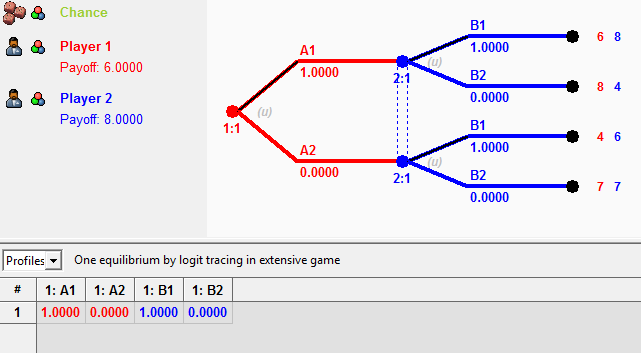 Chance
Player 1
Payoff: 6.0000
Player 2
Payoff: 8.0000
1:1
(u)
A1
1.0000
A2
0.0000
2:1
(u)
2:1
(u)
B1
1.0000
6 8
B2
0.0000
8 4
B1
1.0000
4 6
B2
0.0000
7 7
Profiles One equilibrium by logit tracing in extensive game
# 1: A1 1: A2 1: B1 1: B2
1 1.0000 0.0000 1.0000 0.0000